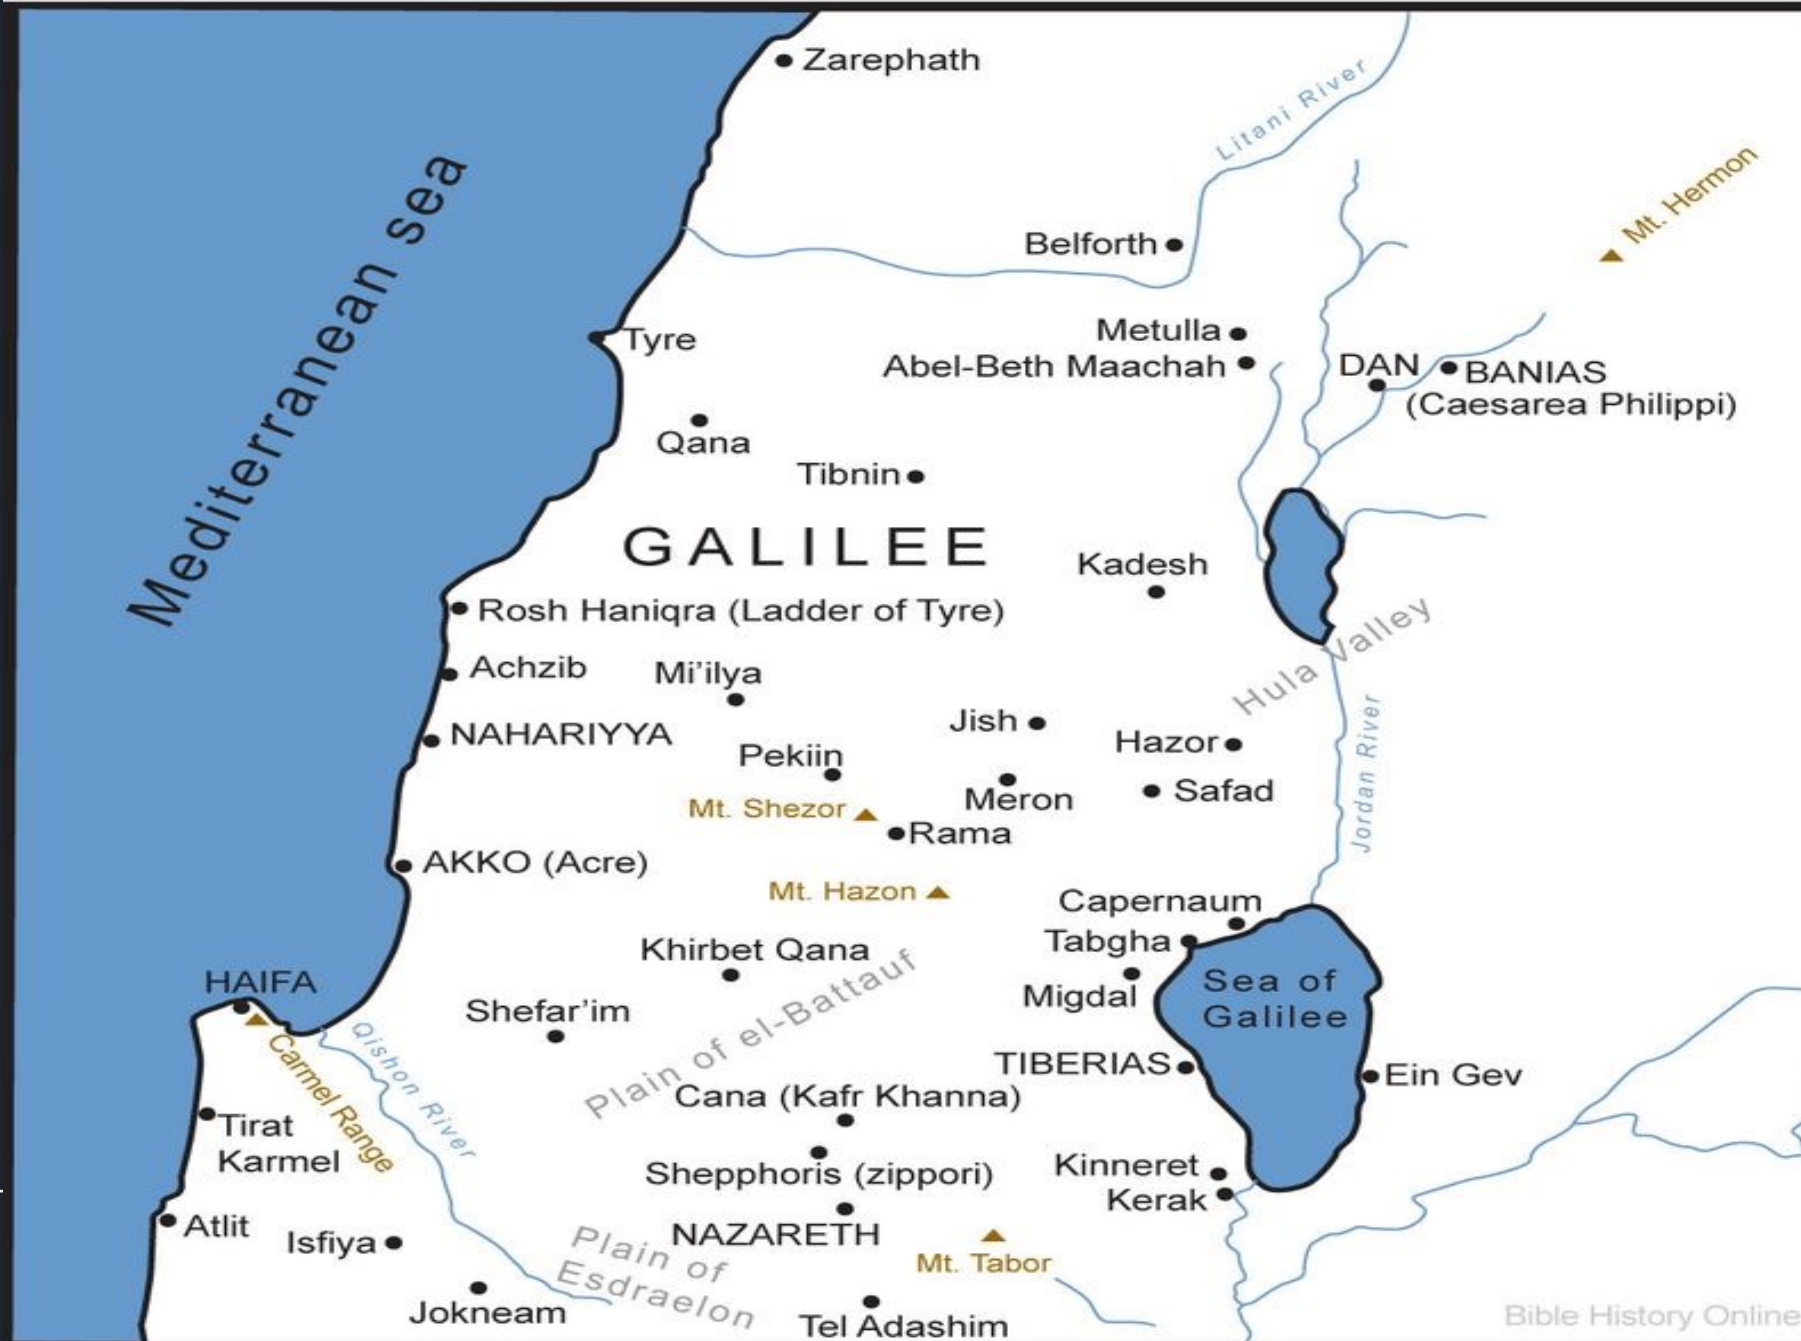 Zarephath
Litani River
Mediterranean sea
Mt. Hermon
Belforth
Tyre
Metulla
Abel-Beth Maachah
DAN
BANIAS
(Caesarea Philippi)
Qana
Tibnin
GALILEE
Kadesh
Rosh Haniqra (Ladder of Tyre)
Hula Valley
Achzib
Mi'ilya
Jish
NAHARIYYA
Hazor
Pekiin
Jordan River
Safad
Meron
Mt. Shezor
Rama
AKKO (Acre)
Mt. Hazon
Capernaum
Tabgha
Khirbet Qana
HAIFA
Sea of
Galilee
Migdal
Shefar'im
Plain of el-Battauf
Qishon River
Carmel Range
TIBERIAS
Ein Gev
Cana (Kafr Khanna)
Tirat
Karmel
Shepphoris (zippori)
Kinneret
Kerak
Atlit
Isfiya
NAZARETH
Plain of
Esdraelon
Mt. Tabor
Jokneam
Tel Adashim
Bible History Online